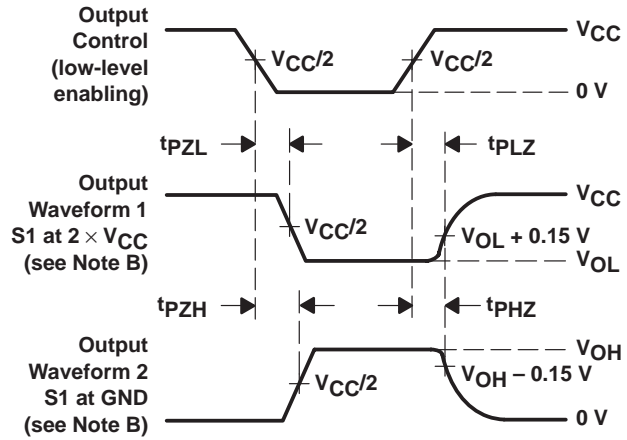 Output
Control
(low-level
enabling)
VCC/2
VCC/2
VCC
0 V
tPZL
tPLZ
Output
Waveform 1
S1 at 2 × VCC
(see Note B)
VCC/2
VCC
VOL + 0.15 V
VOL
tPZH
tPHZ
Output
Waveform 2
S1 at GND
(see Note B)
VCC/2
VOH
VOH – 0.15 V
0 V